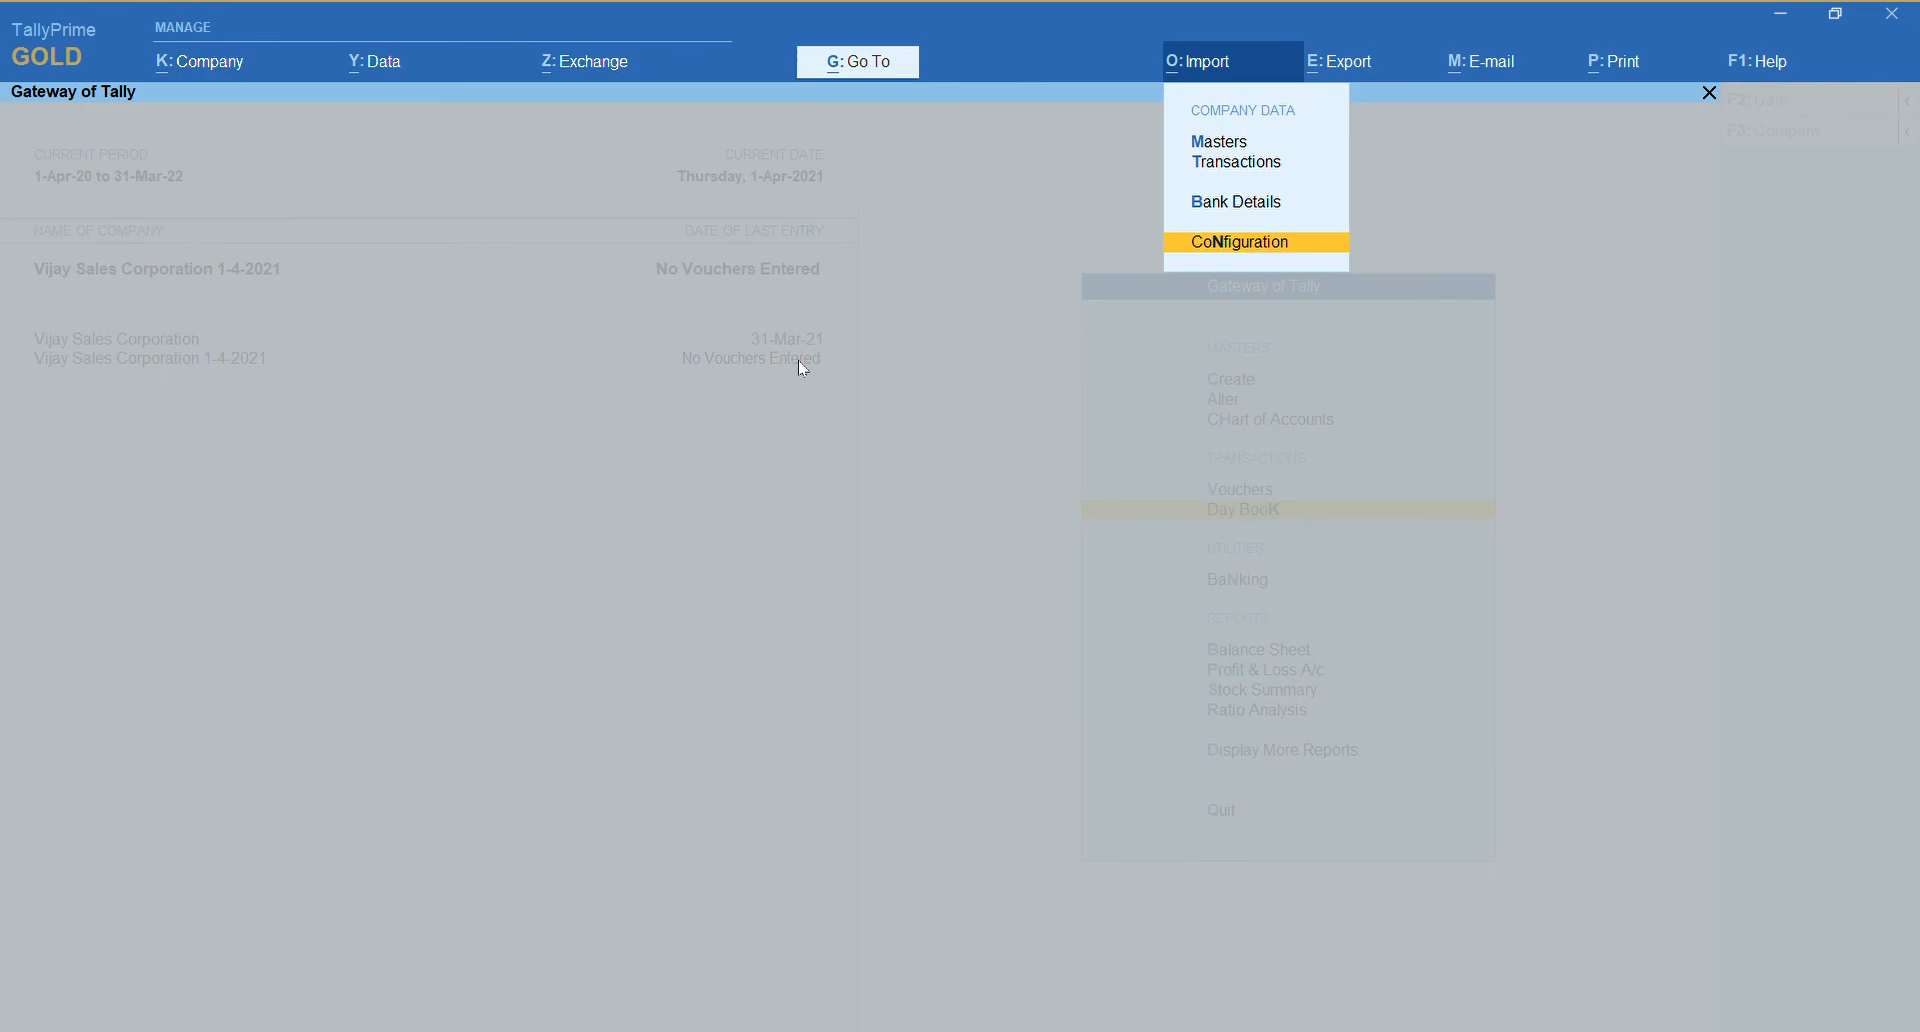 TallyPrime
GOLD
MANAGE
K: Company
Y: Data
Z: Exchange
G: Go To
O: Import
E: Export
M: E-mail
P: Print
F1: Help
Gateway of Tally
F2: Date
F3: Company
COMPANY DATA
Masters
Transactions
Bank Details
CoNfiguration
CURRENT PERIOD
CURRENT DATE
1-Apr-20 to 31-Mar-22
Thursday, 1-Apr-2021
NAME OF COMPANY
DATE OF LAST ENTRY
Vijay Sales Corporation 1-4-2021
No Vouchers Entered
Vijay Sales Corporation
31-Mar-21
Vijay Sales Corporation 1-4-2021
No Vouchers Entered
Gateway of Tally
MASTERS
Create
Alter
CHart of Accounts
TRANSACTIONS
Vouchers
Day BooK
UTILITIES
BaNking
REPORTS
Balance Sheet
Profit & Loss A/c
Stock Summary
Ratio Analysis
Display More Reports
Quit